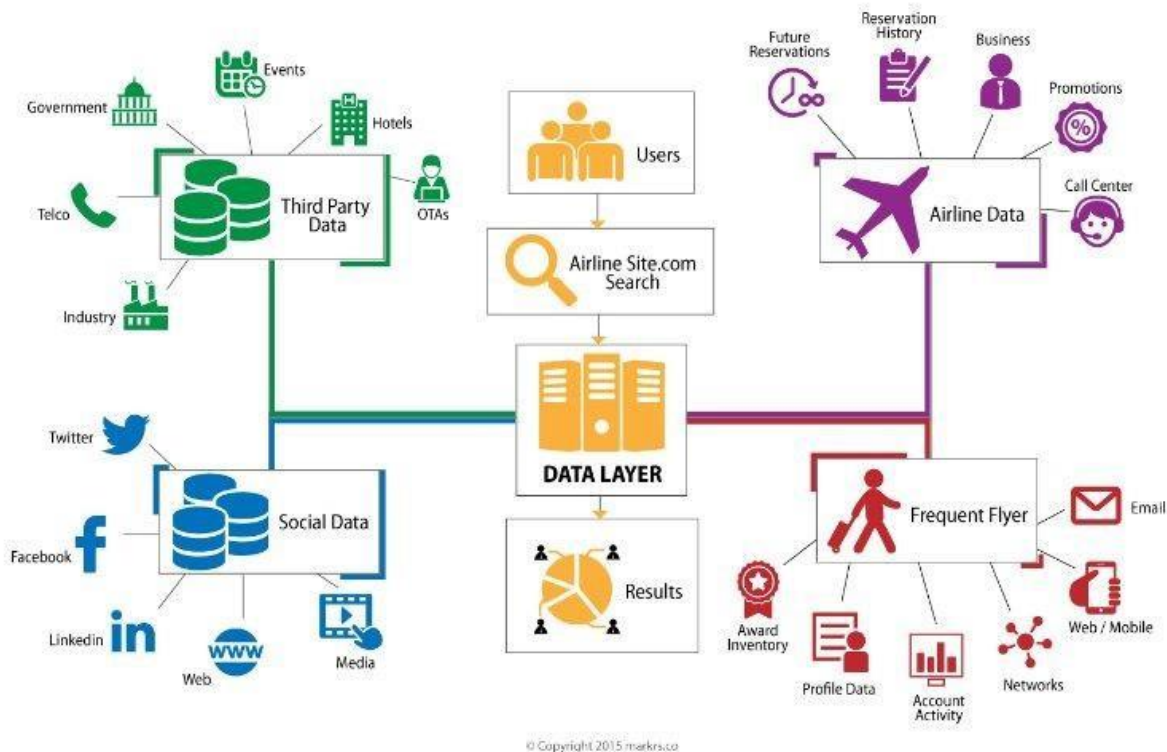 Events
Government
Hotels
Telco
Third Party
Data
OTAs
Industry
Users
Airline Site.com
Search
DATA LAYER
Results
Future
Reservations
Reservation
History
Business
Promotions
%
Airline Data
Call Center
Twitter
Facebook
f
Linkedin
in
Web
www
Media
Social Data
Frequent Flyer
Email
Web / Mobile
Networks
Account
Activity
Profile Data
Award
Inventory
H
© Copyright 2015 markrs.co